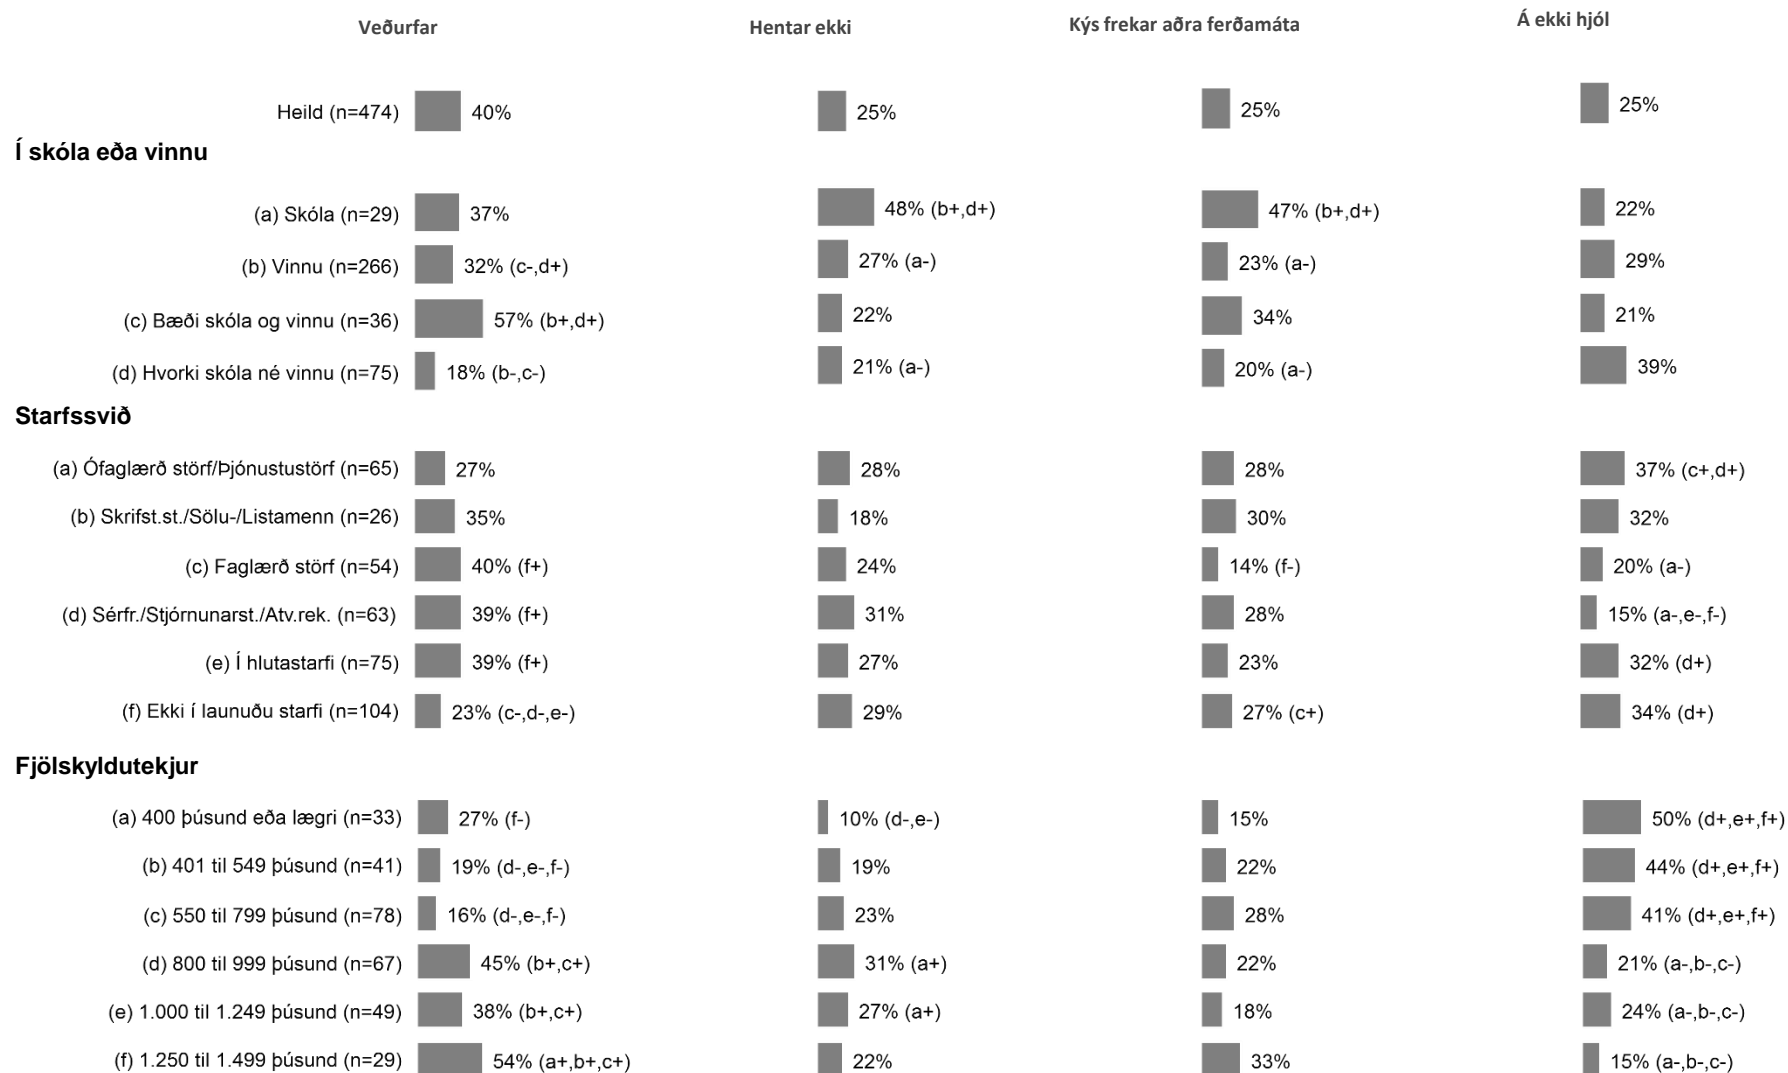 Veðurfar Hentar ekki Kýs frekar aðra ferðamáta Á ekki hjól
Heild (n=474) 40% 25% 25% 25%
Í skóla eða vinnu
(a) Skóla (n=29) 37% 48% (b+,d+) 47% (b+,d+) 22%
(b) Vinnu (n=266) 32% (c-,d+) 27% (a-) 23% (a-) 29%
(c) Bæði skóla og vinnu (n=36) 57% (b+,d+) 22% 34% 21%
(d) Hvorki skóla né vinnu (n=75) 18% (b-,c-) 21% (a-) 20% (a-) 39%
Starfssvið
(a) Ófaglærð störf/Þjónustustörf (n=65) 27% 28% 28% 37% (c+,d+)
(b) Skrifst.st./Sölu-/Listamenn (n=26) 35% 18% 30% 32%
(c) Faglærð störf (n=54) 40% (f+) 24% 14% (f-) 20% (a-)
(d) Sérfr./Stjórnunarst./Atv.rek. (n=63) 39% (f+) 31% 28% 15% (a-,e-,f-)
(e) Í hlutastarfi (n=75) 39% (f+) 27% 23% 32% (d+)
(f) Ekki í launuðu starfi (n=104) 23% (c-,d-,e-) 29% 27% (c+) 34% (d+)
Fjölskyldutekjur
(a) 400 þúsund eða lægri (n=33) 27% (f-) 10% (d-,e-) 15% 50% (d+,e+,f+)
(b) 401 til 549 þúsund (n=41) 19% (d-,e-,f-) 19% 22% 44% (d+,e+,f+)
(c) 550 til 799 þúsund (n=78) 16% (d-,e-,f-) 23% 28% 41% (d+,e+,f+)
(d) 800 til 999 þúsund (n=67) 45% (b+,c+) 31% (a+) 22% 21% (a-,b-,c-)
(e) 1.000 til 1.249 þúsund (n=49) 38% (b+,c+) 27% (a+) 18% 24% (a-,b-,c-)
(f) 1.250 til 1.499 þúsund (n=29) 54% (a+,b+,c+) 22% 33% 15% (a-,b-,c-)